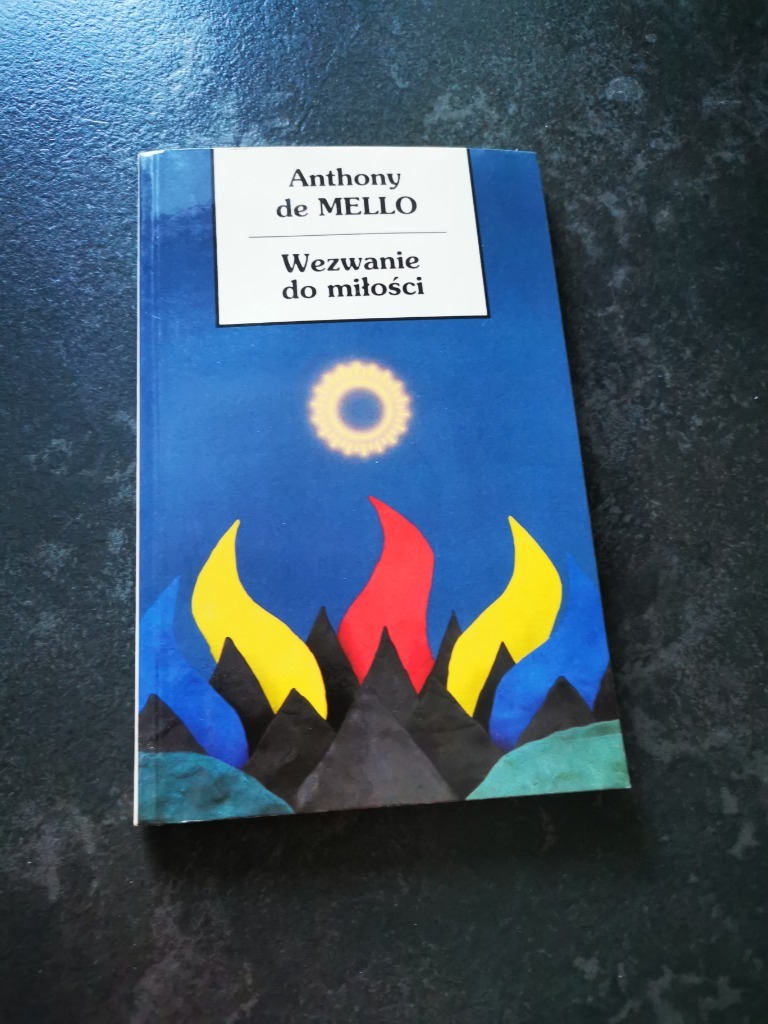 Anthony
de MELLO
Wezwanie
do miłości